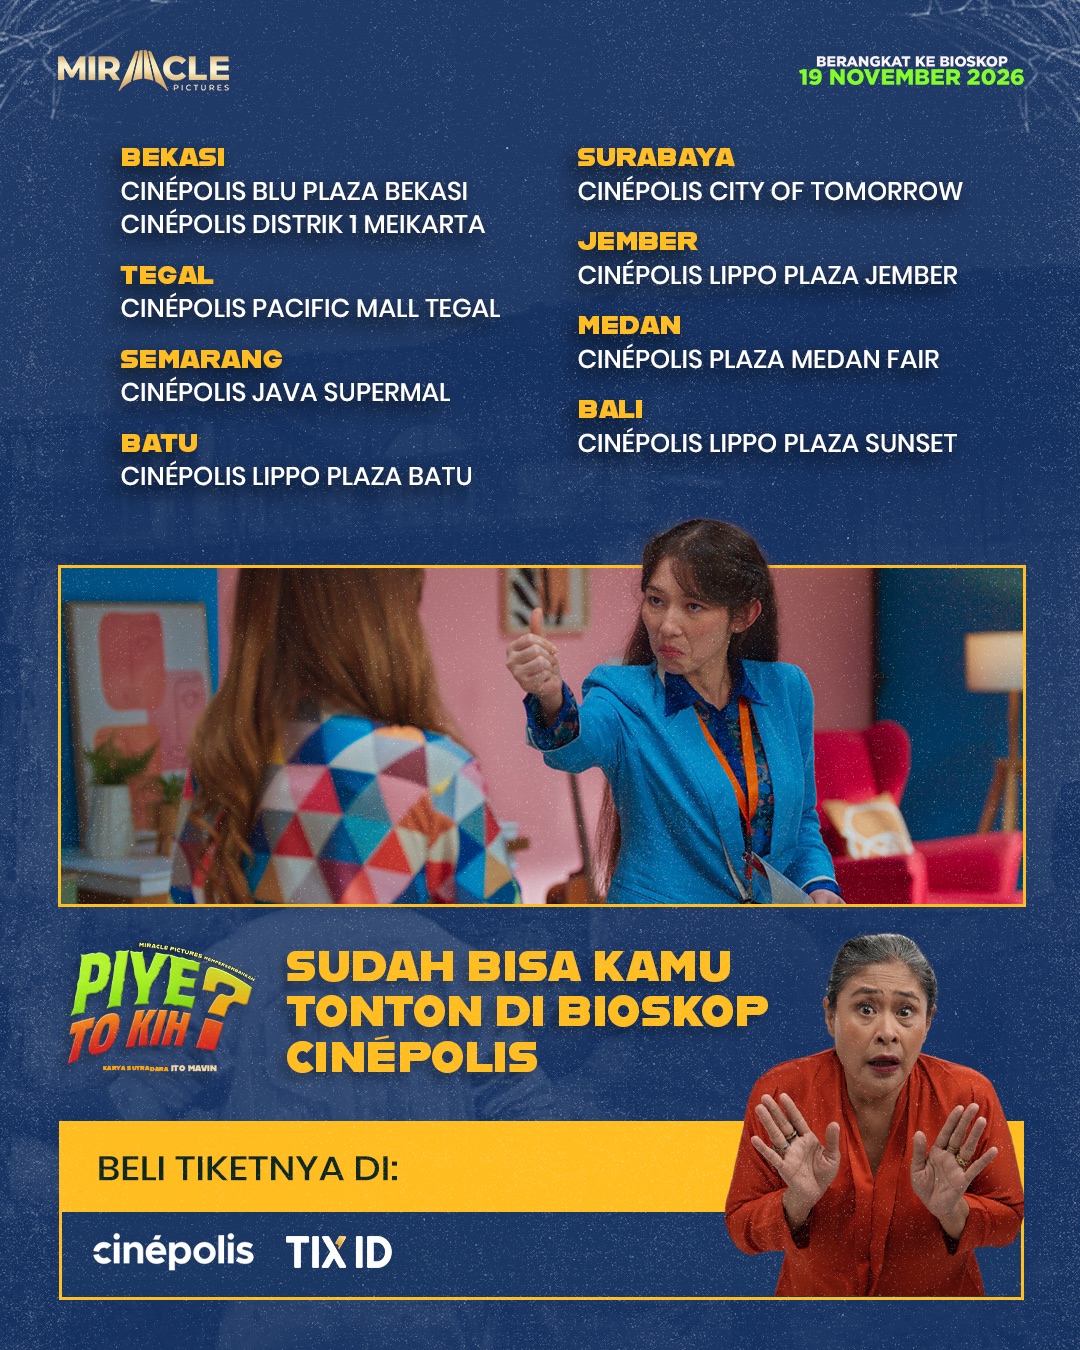 MIRACLE
PICTURES
BERANGKAT KE BIOSKOP
19 NOVEMBER 2026
BEKASI
CINÉPOLIS BLU PLAZA BEKASI
CINÉPOLIS DISTRIK 1 MEIKARTA
TEGAL
CINÉPOLIS PACIFIC MALL TEGAL
SEMARANG
CINÉPOLIS JAVA SUPERMAL
BATU
CINÉPOLIS LIPPO PLAZA BATU
SURABAYA
CINÉPOLIS CITY OF TOMORROW
JEMBER
CINÉPOLIS LIPPO PLAZA JEMBER
MEDAN
CINÉPOLIS PLAZA MEDAN FAIR
BALI
CINÉPOLIS LIPPO PLAZA SUNSET
MIRACLE PICTURES MEMPERSEMBAHKAN
PIYE
TO KIH?
KARYA SUTRADARA ITO MAVIN
SUDAH BISA KAMU
TONTON DI BIOSKOP
CINÉPOLIS
BELI TIKETNYA DI:
cinépolis
TIX ID